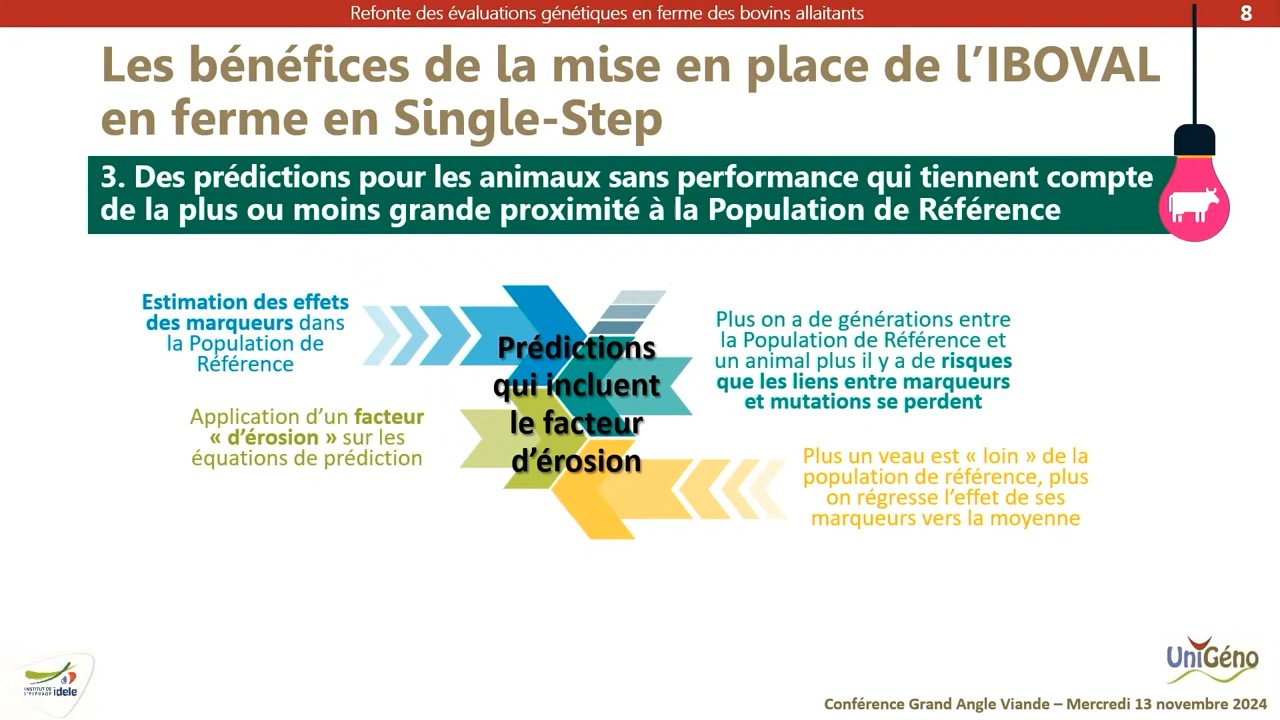 Refonte des évaluations génétiques en ferme des bovins allaitants
8
Les bénéfices de la mise en place de l’IBOVAL
en ferme en Single-Step
3. Des prédictions pour les animaux sans performance qui tiennent compte
de la plus ou moins grande proximité à la Population de Référence
Estimation des effets
des marqueurs dans
la Population de
Référence
Prédictions
qui incluent
le facteur
d’érosion
Plus on a de générations entre
la Population de Référence et
un animal plus il y a de risques
que les liens entre marqueurs
et mutations se perdent
Application d’un facteur
« d’érosion » sur les
équations de prédiction
Plus un veau est « loin » de la
population de référence, plus
on régresse l’effet de ses
marqueurs vers la moyenne
INSTITUT DE
L’ELEVAGE idele
UniGéno
Conférence Grand Angle Viande – Mercredi 13 novembre 2024